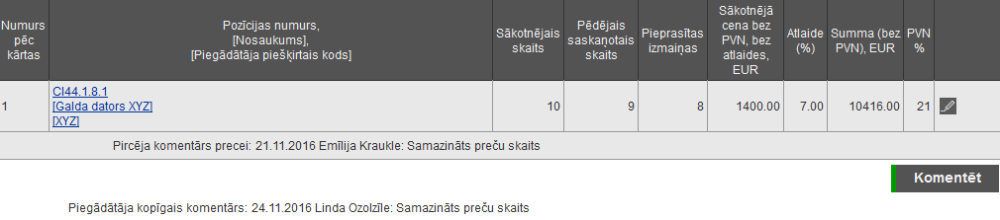 Numurs pēc kārtas
Pozīcijas numurs, [Nosaukums], [Piegādātāja piešķirtais kods]
Sākotnējais skaits
Pēdējais saskaņotais skaits
Pieprasītas izmaiņas
Sākotnējā cena bez PVN, bez atlaides, EUR
Atlaide (%)
Summa (bez PVN), EUR
PVN %
1
CI44.1.8.1
[Galda dators XYZ]
[XYZ]
10
9
8
1400.00
7.00
10416.00
21
Pircēja komentārs precei: 21.11.2016 Emīlija Kraukle: Samazināts preču skaits
Komentēt
Piegādātāja kopīgais komentārs: 24.11.2016 Linda Ozolzīle: Samazināts preču skaits